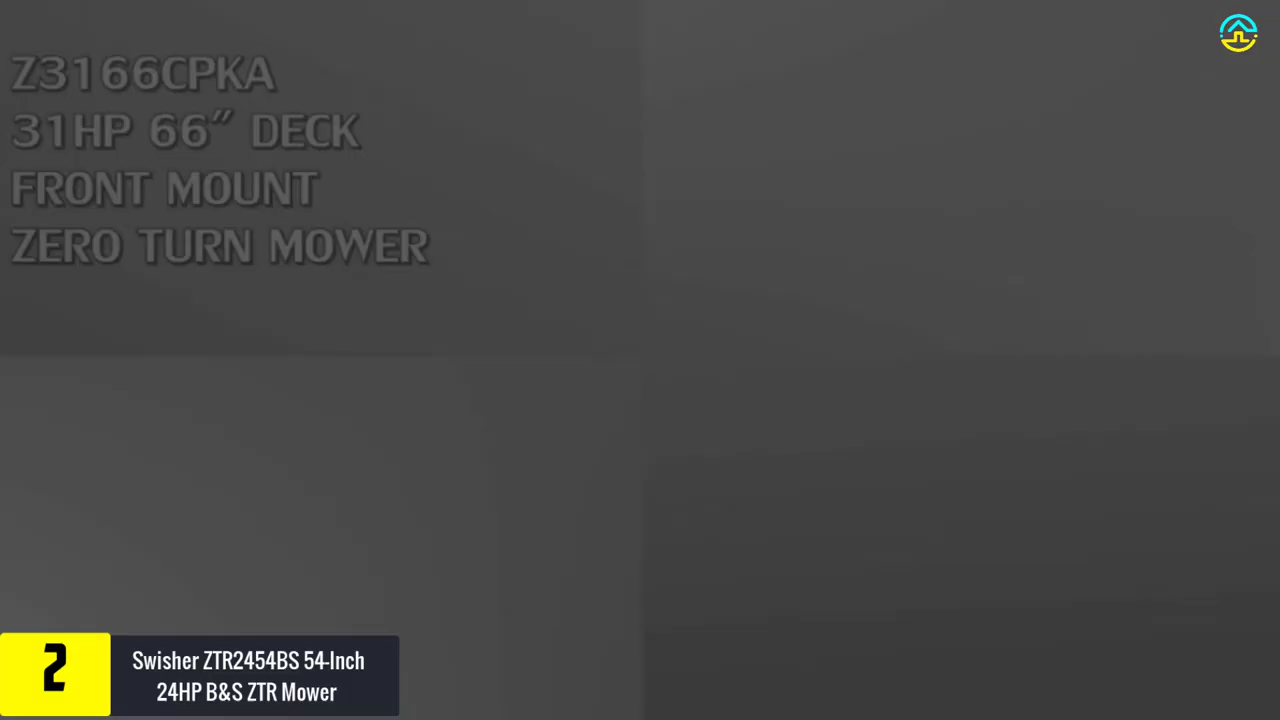 Z3166CPKA
31HP 66″ DECK
FRONT MOUNT
ZERO TURN MOWER
2
Swisher ZTR2454BS 54-Inch
24HP B&S ZTR Mower